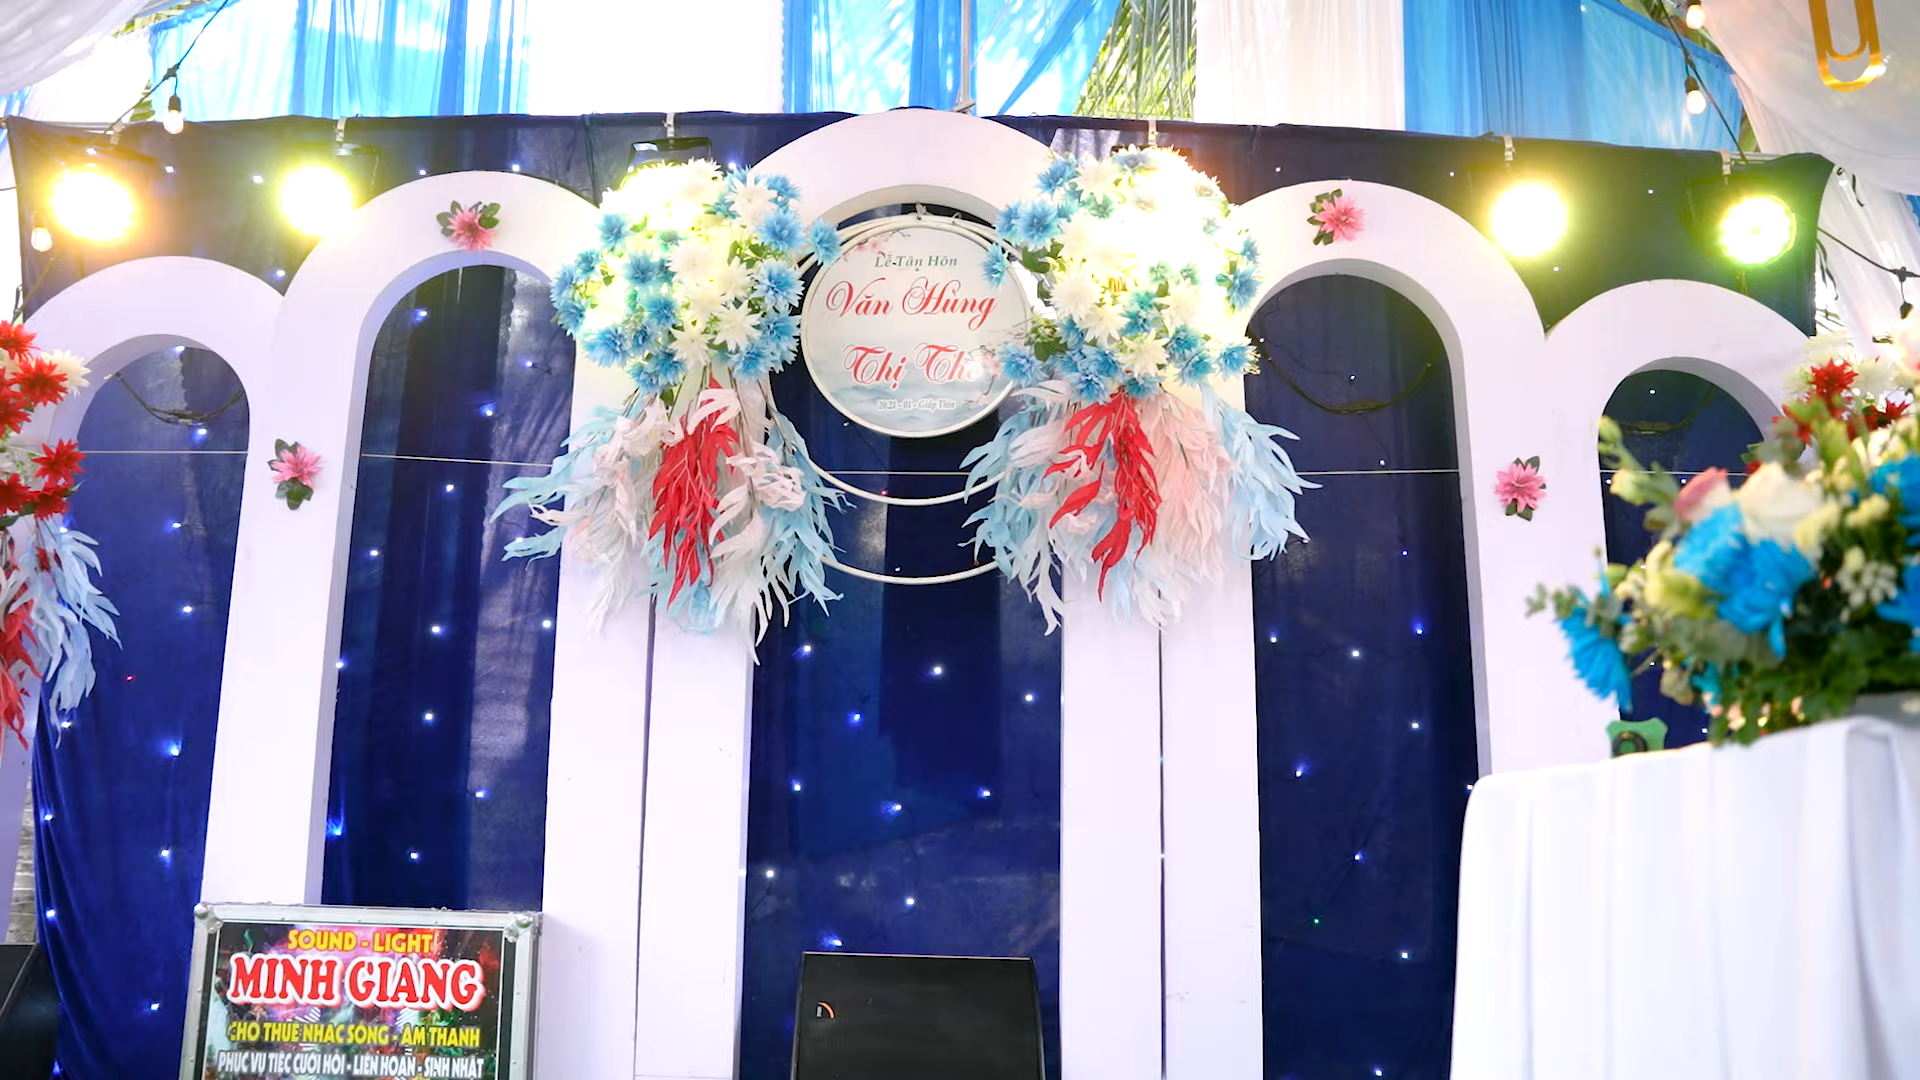 Lễ Tân Hôn
Văn Hùng
Thị
SOUND - LIGHT
MINH GIANG
CHO THUÊ NHẠC SỐNG - ÂM THANH
PHỤC VỤ TIỆC CƯỚI HỎI - LIÊN HOAN - SINH NHẬT